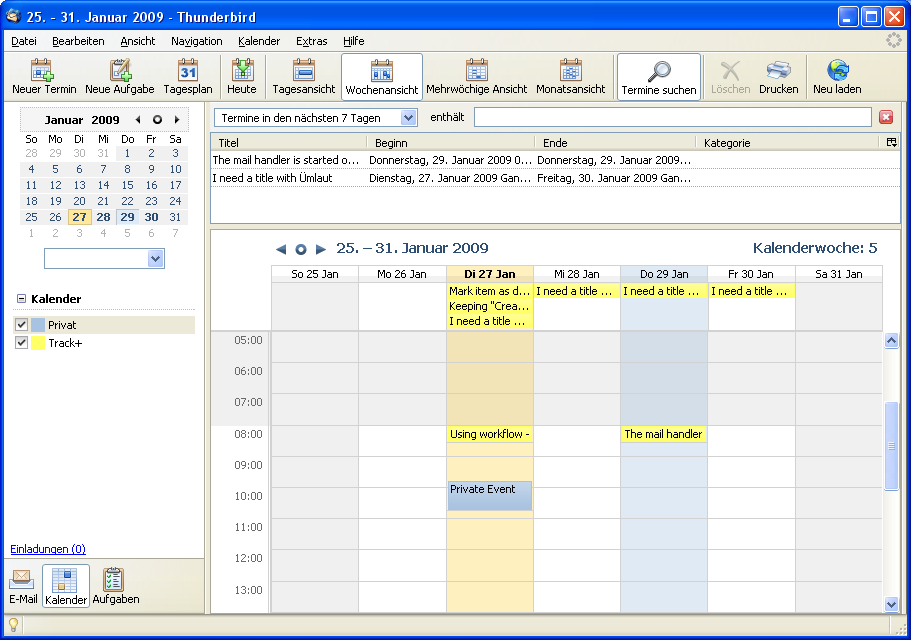 25. - 31. Januar 2009 - Thunderbird
Datei Bearbeiten Ansicht Navigation Kalender Extras Hilfe
Neuer Termin Neue Aufgabe Tagesplan Heute Tagesansicht Wochenansicht Mehrwöchige Ansicht Monatsansicht Termine suchen Löschen Drucken Neu laden
31
Januar 2009
So Mo Di Mi Do Fr Sa
28 29 30 31 1 2 3
4 5 6 7 8 9 10
11 12 13 14 15 16 17
18 19 20 21 22 23 24
25 26 27 28 29 30 31
1 2 3 4 5 6 7
Kalender
Privat
Track+
Einladungen (0)
E-Mail Kalender Aufgaben
Termine in den nächsten 7 Tagen enthält
Titel Beginn Ende Kategorie
The mail handler is started o... Donnerstag, 29. Januar 2009 0... Donnerstag, 29. Januar 2009...
I need a title with Ümlaut Dienstag, 27. Januar 2009 Gan... Freitag, 30. Januar 2009 Gan...
25. – 31. Januar 2009 Kalenderwoche: 5
So 25 Jan Mo 26 Jan Di 27 Jan Mi 28 Jan Do 29 Jan Fr 30 Jan Sa 31 Jan
Mark item as d... I need a title ... I need a title ... I need a title ...
Keeping "Crea...
I need a title ...
05:00
06:00
07:00
08:00 Using workflow - The mail handler
09:00
10:00 Private Event
11:00
12:00
13:00